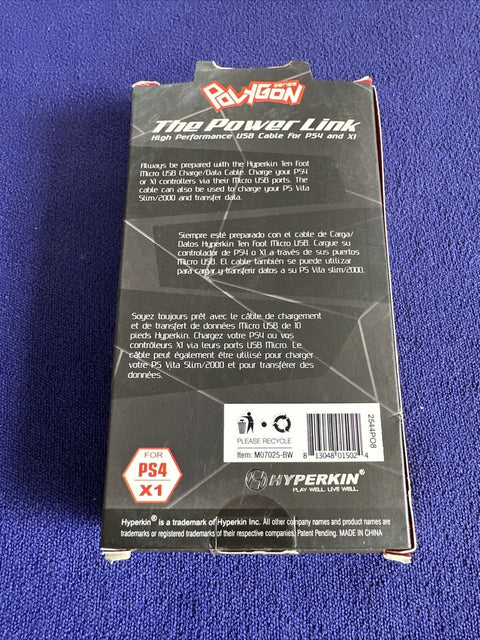 POLYGON SERIES
The Power Link
High Performance USB Cable For PS4 and X1
Always be prepared with the Hyperkin Ten Foot
Micro USB Charge/Data Cable. Charge your PS4
or X1 controllers via their Micro USB ports. The
cable can also be used to charge your PS Vita
Slim/2000 and transfer data.
Siempre esté preparado con el cable de Carga/
Datos Hyperkin Ten Foot Micro USB. Cargue su
controlador de PS4 o X1 a través de sus puertos
Micro USB. El cable también se puede utilizar
para cargar y transferir datos a su PS Vita slim/2000.
Soyez toujours prêt avec le câble de chargement
et de transfert de données Micro USB de 10
pieds Hyperkin. Chargez votre PS4 ou vos
contrôleurs X1 via leurs ports USB Micro. Le
câble peut également être utilisé pour charger
votre PS Vita Slim/2000 et pour transférer des
données.
PLEASE RECYCLE
Item: M07025-BW
8 13048 01502 4
2544PO8
FOR
PS4
X1
HYPERKIN®
PLAY WELL. LIVE WELL.
Hyperkin® is a trademark of Hyperkin Inc. All other company names and product names are
trademarks or registered trademarks of their respective companies. Patent Pending. MADE IN CHINA